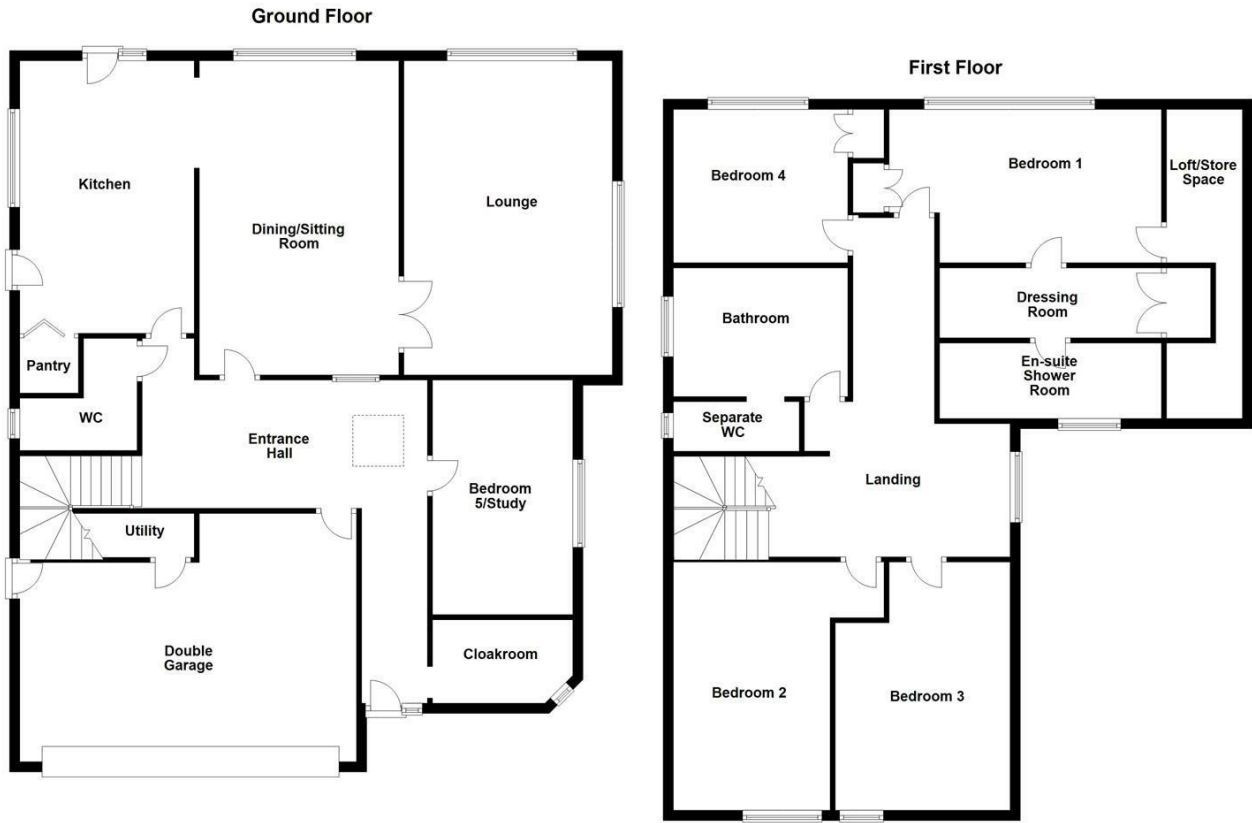 Ground Floor
Kitchen
Dining/Sitting
Room
Lounge
Pantry
WC
Entrance
Hall
Bedroom
5/Study
Utility
Double
Garage
Cloakroom
First Floor
Bedroom 4
Bedroom 1
Loft/Store
Space
Bathroom
Dressing
Room
En-suite
Shower
Room
Separate
WC
Landing
Bedroom 2
Bedroom 3